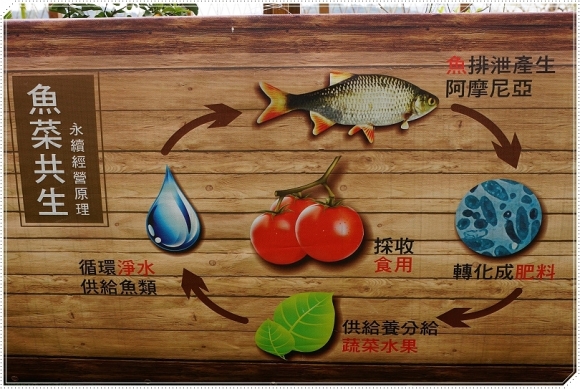 魚菜共生
永續經營原理
魚排泄產生
阿摩尼亞
轉化成肥料
供給養分給
蔬菜水果
採收
食用
循環淨水
供給魚類